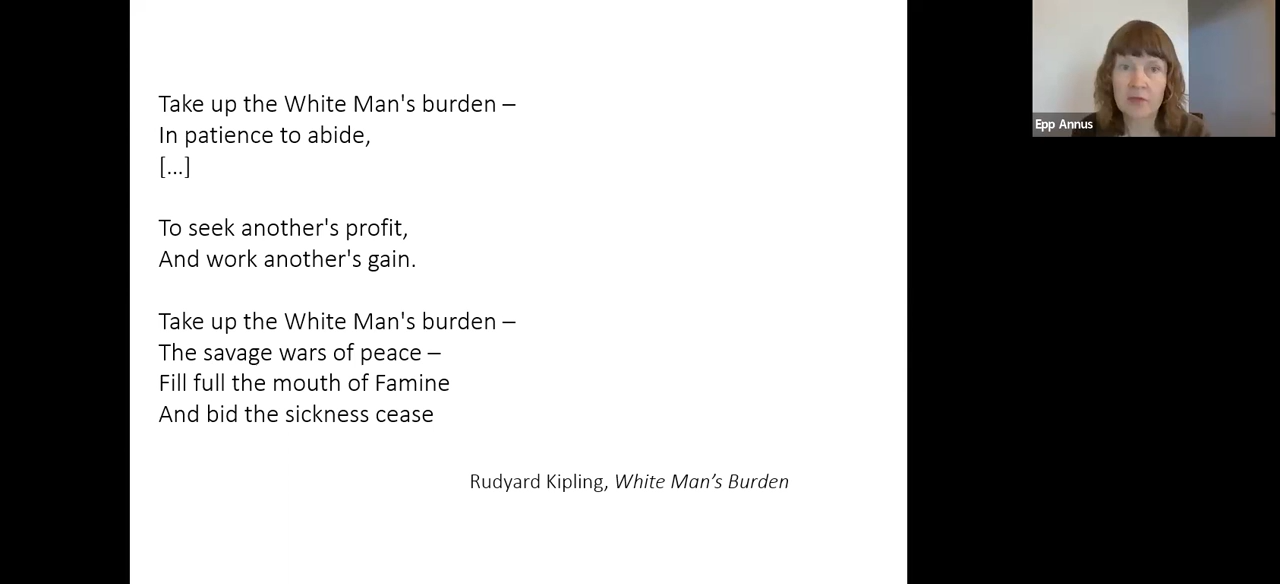 Take up the White Man's burden –
In patience to abide,
[...]
To seek another's profit,
And work another's gain.
Take up the White Man's burden –
The savage wars of peace –
Fill full the mouth of Famine
And bid the sickness cease
Rudyard Kipling, White Man’s Burden
Epp Annus